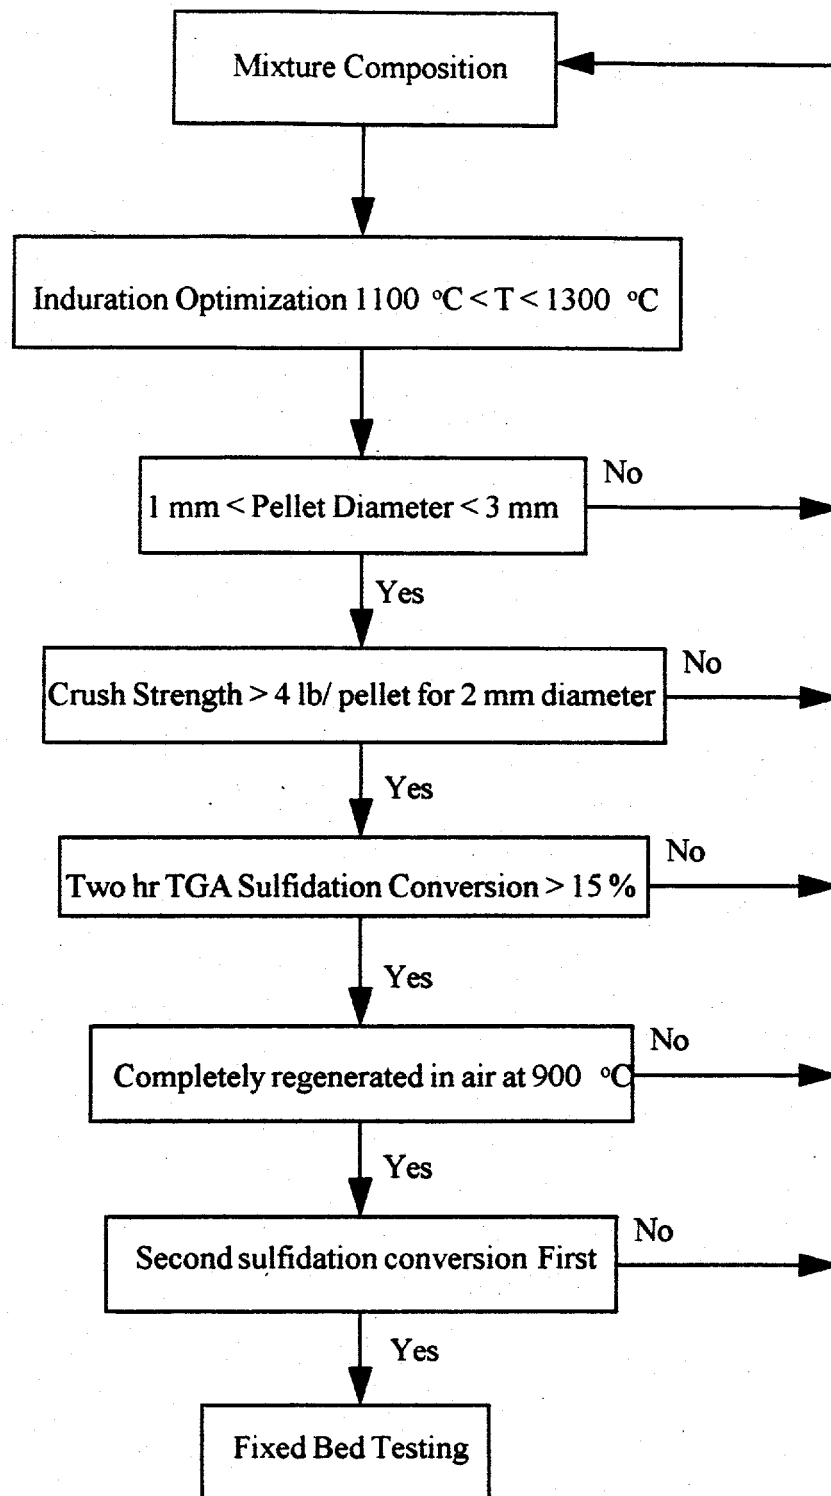 Mixture Composition
Induration Optimization 1100 °C < T < 1300 °C
No
1 mm < Pellet Diameter < 3 mm
Yes
No
Crush Strength > 4 lb/ pellet for 2 mm diameter
Yes
No
Two hr TGA Sulfidation Conversion > 15 %
Yes
No
Completely regenerated in air at 900 °C
Yes
No
Second sulfidation conversion First
Yes
Fixed Bed Testing